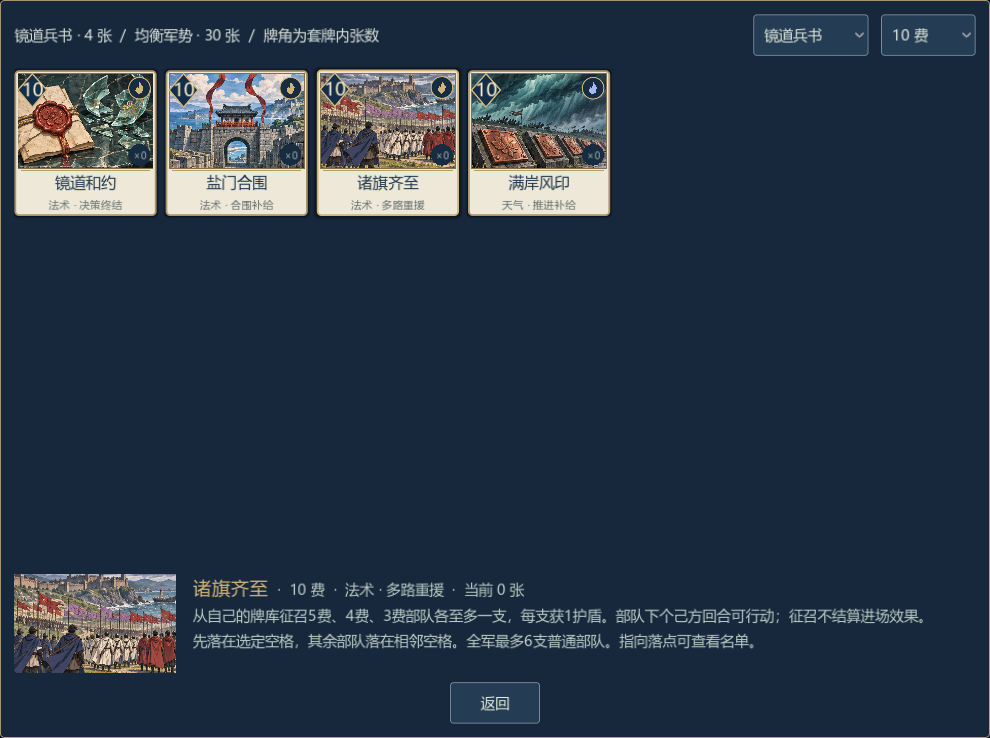 镜道兵书 · 4 张 / 均衡军势 · 30 张 / 牌角为套牌内张数
镜道兵书
10 费
10
×0
镜道和约
法术 · 决策终结
10
×0
盐门合围
法术 · 合围补给
10
×0
诸旗齐至
法术 · 多路重援
10
×0
满岸风印
天气 · 推进补给
诸旗齐至 · 10 费 · 法术 · 多路重援 · 当前 0 张
从自己的牌库征召5费、4费、3费部队各至多一支，每支获1护盾。部队下个己方回合可行动；征召不结算进场效果。
先落在选定空格，其余部队落在相邻空格。全军最多6支普通部队。指向落点可查看名单。
返回